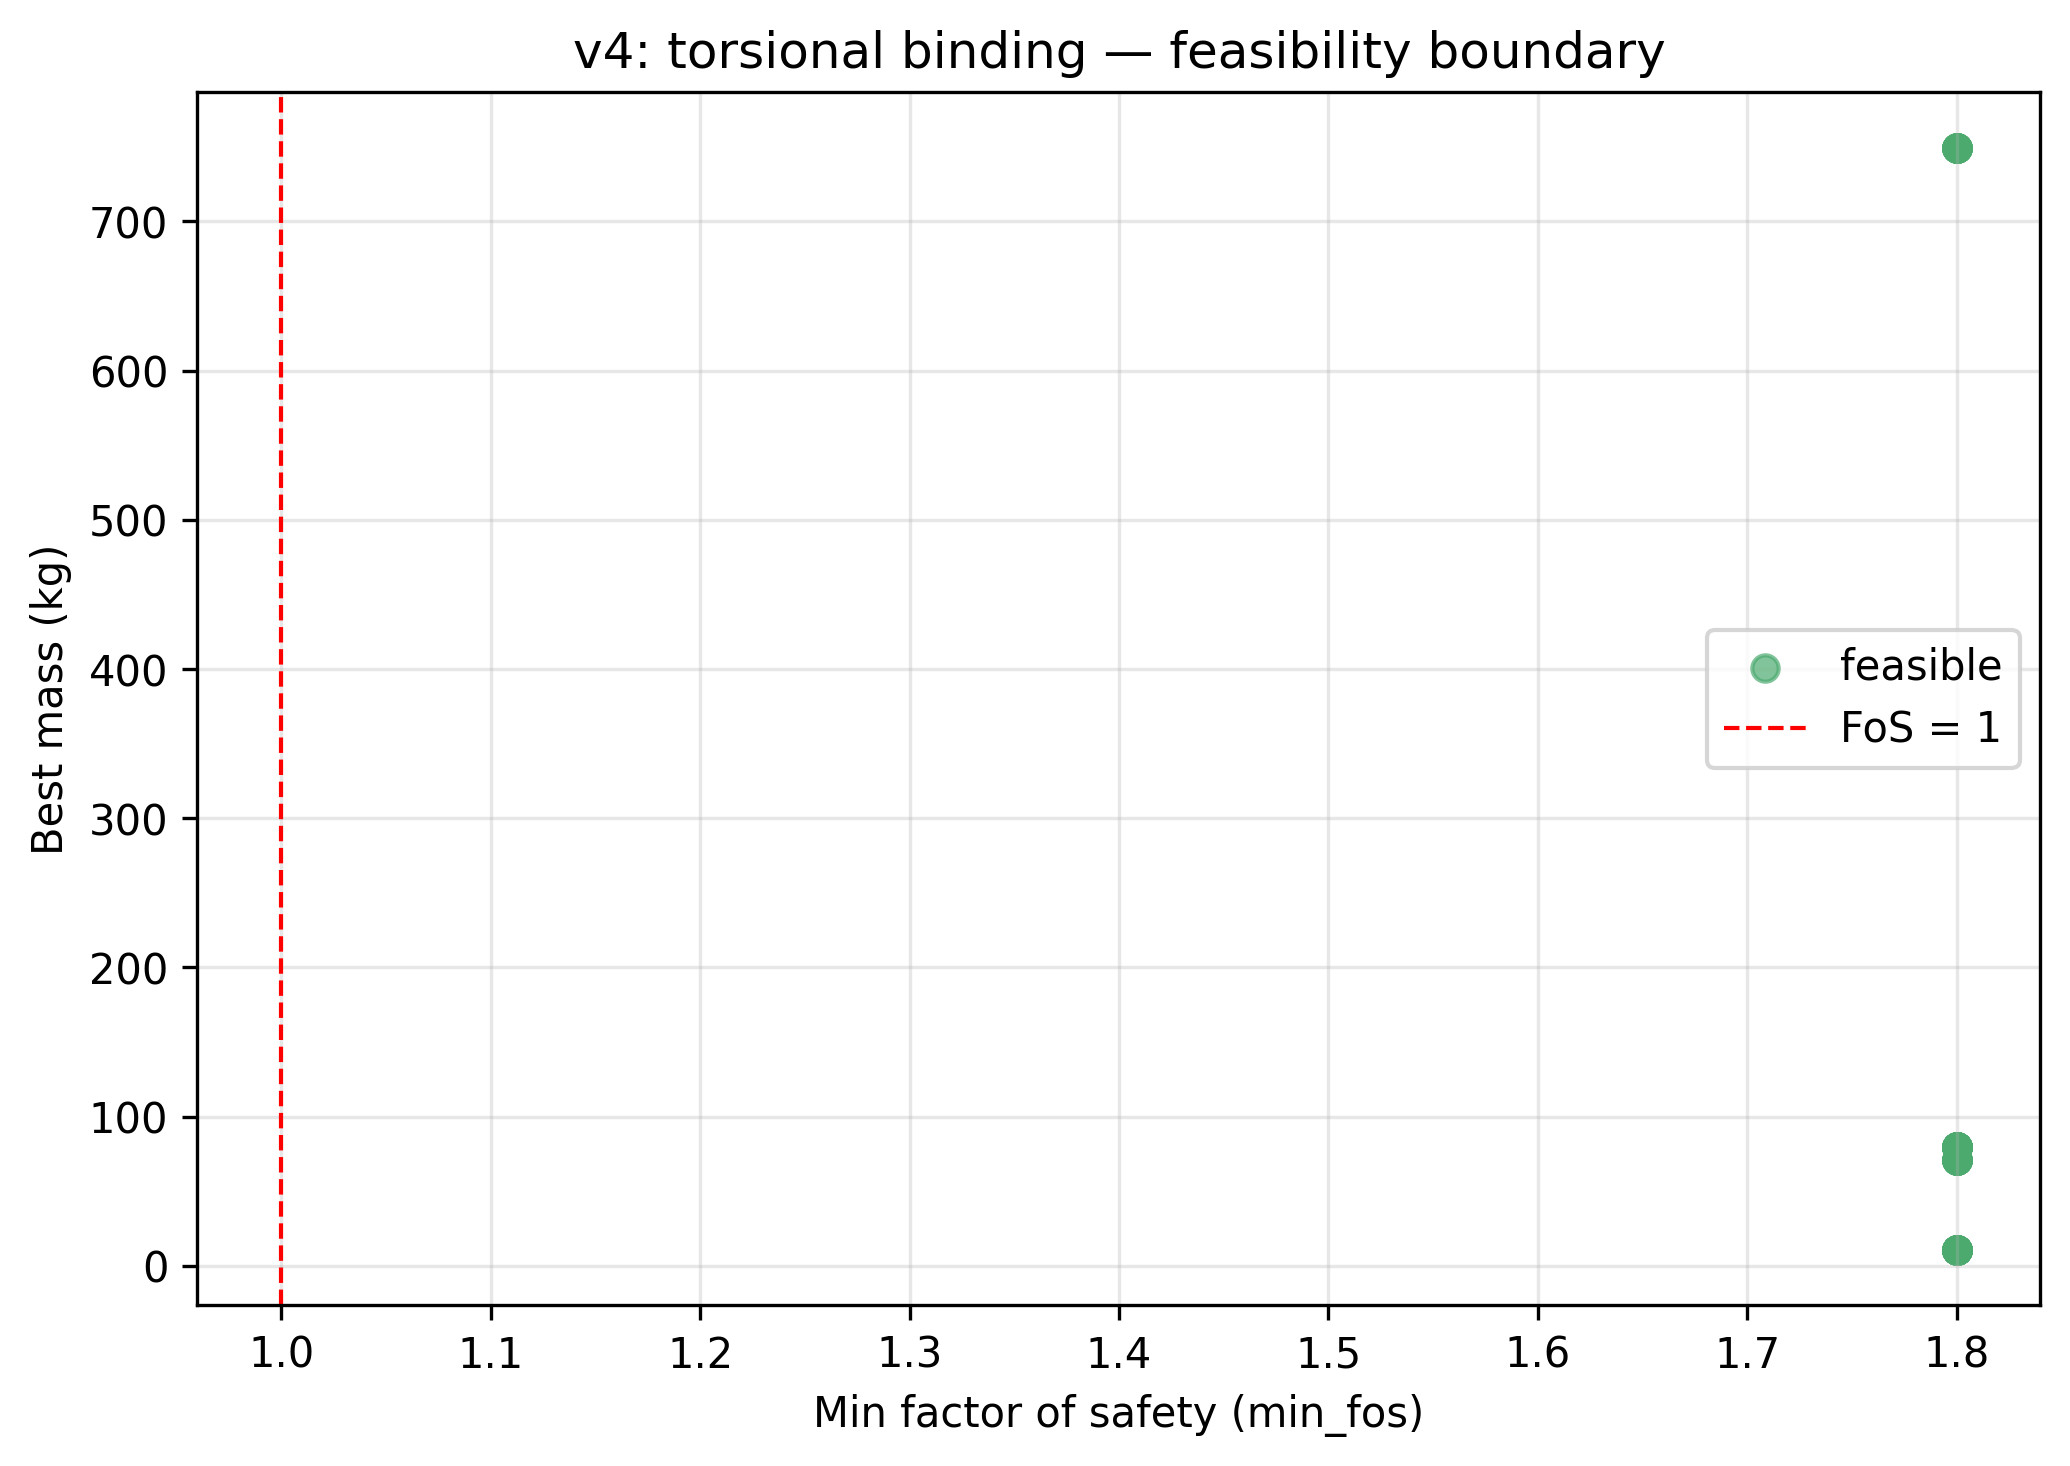 v4: torsional binding — feasibility boundary
700
600
500
400
300
200
100
0
Best mass (kg)
feasible
FoS = 1
1.0 1.1 1.2 1.3 1.4 1.5 1.6 1.7 1.8
Min factor of safety (min_fos)